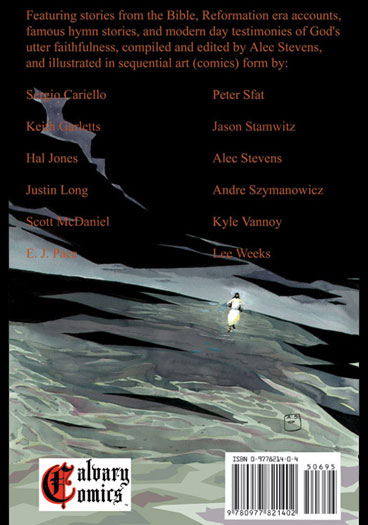 Featuring stories from the Bible, Reformation era accounts,
famous hymn stories, and modern day testimonies of God's
utter faithfulness, compiled and edited by Alec Stevens,
and illustrated in sequential art (comics) form by:
Sergio Cariello
Peter Sfat
Keith Garletts
Jason Stamwitz
Hal Jones
Alec Stevens
Justin Long
Andre Szymanowicz
Scott McDaniel
Kyle Vannoy
E. J. Pace
Lee Weeks
A.S.
ISBN 0-9776214-0-4
50695
9 780977 821402
Calvary
Comics
TM